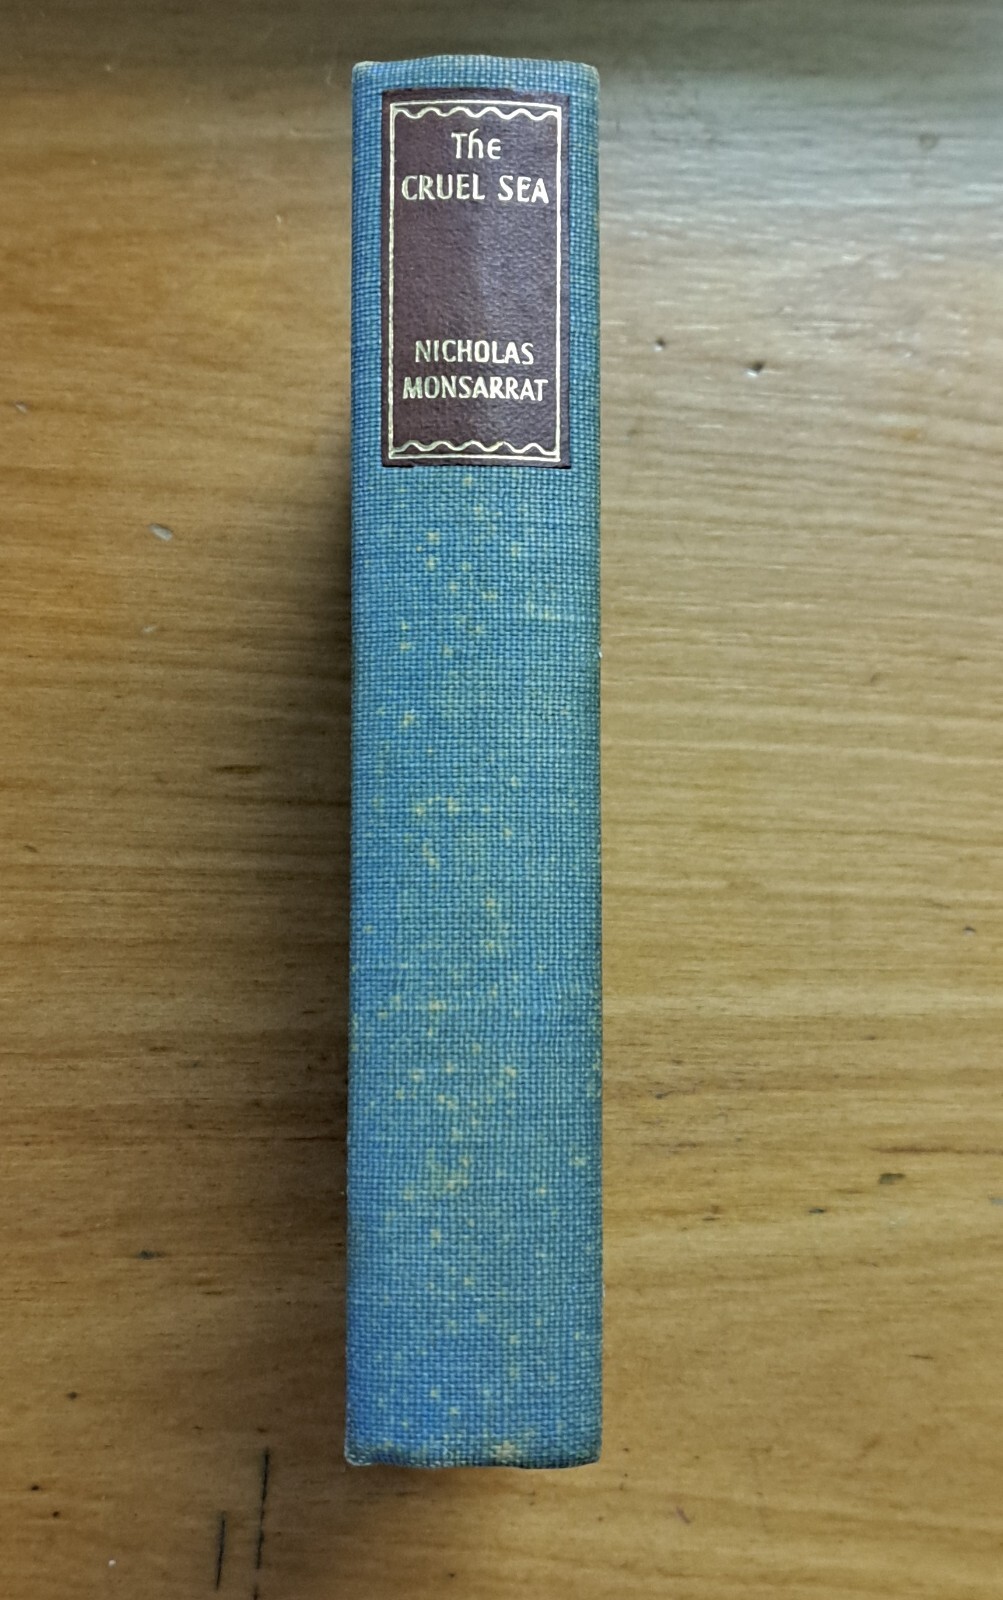 The
CRUEL SEA
NICHOLAS
MONSARRAT